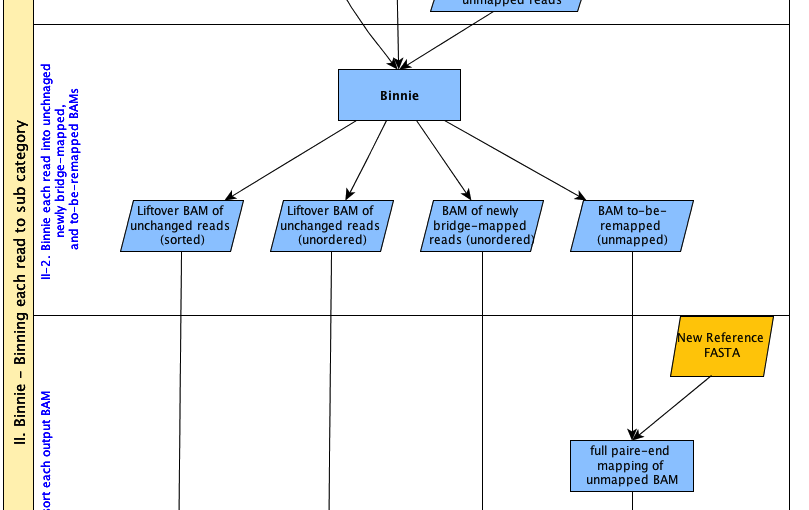 unmapped reads
II. Binnie - Binning each read to sub category
II-2. Binnie each read into unchnaged
newly bridge-mapped,
and to-be-remapped BAMs
Binnie
Liftover BAM of
unchanged reads
(sorted)
Liftover BAM of
unchanged reads
(unordered)
BAM of newly
bridge-mapped
reads (unordered)
BAM to-be-
remapped
(unmapped)
New Reference
FASTA
sort each output BAM
full paire-end
mapping of
unmapped BAM